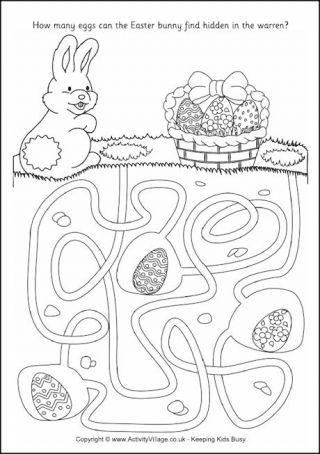 How many eggs can the Easter bunny find hidden in the warren?
Copyright © www.ActivityVillage.co.uk - Keeping Kids Busy